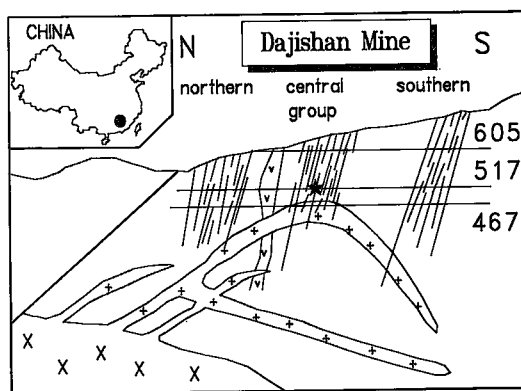 CHINA
N
Dajishan Mine
S
northern central southern
group
605
517
467